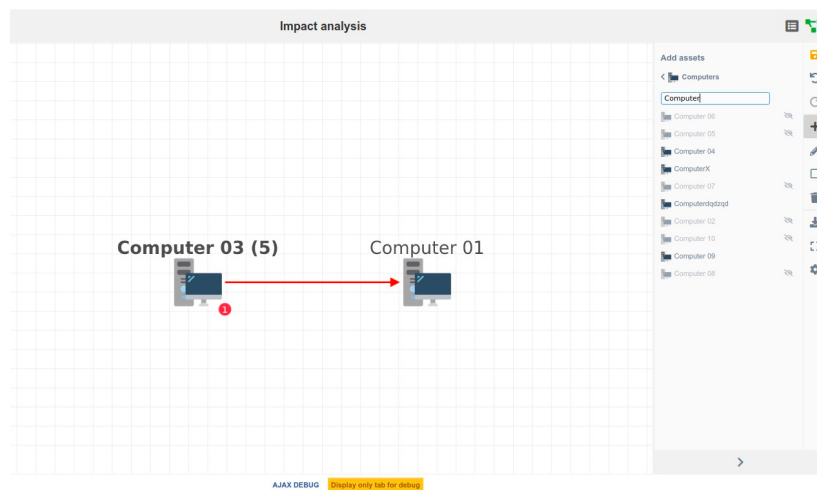 Impact analysis
Add assets
Computers
Computer
Computer 06
Computer 05
Computer 04
ComputerX
Computer 07
Computerdqdzqd
Computer 02
Computer 10
Computer 09
Computer 08
Computer 03 (5)
Computer 01
1
AJAX DEBUG
Display only tab for debug